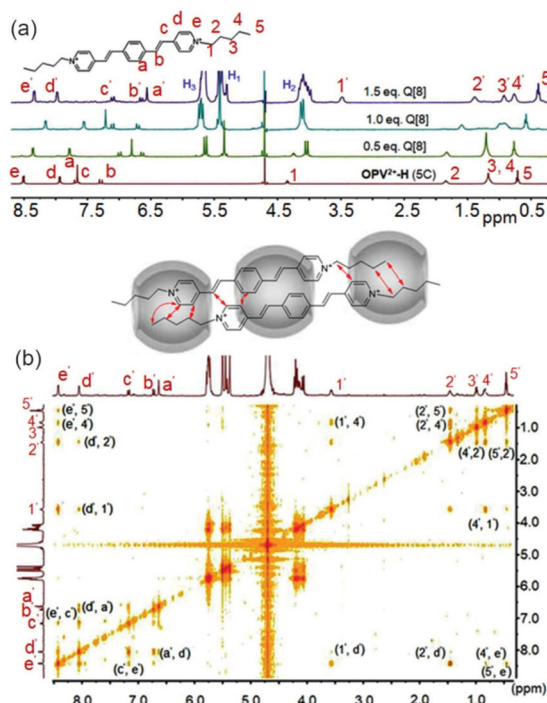 (a)
d e 2 4 5
c 1 3
a b
e' d' c' b' a' H3 H1 H2 1' 2' 3' 4' 5'
1.5 eq. Q[8]
1.0 eq. Q[8]
0.5 eq. Q[8]
e d a c b 1 OPV²⁺-H (5C) 2 3, 4 5
8.5 7.5 6.5 5.5 4.5 3.5 2.5 1.5 0.5
ppm
(b)
e' d' c' b' a' 1' 2' 3' 4' 5'
5' (e', 5') (2', 5')
4' (e', 4') (1', 4') (2', 4')
3'
2' (d', 2') (4',2') (5',2')
1' (d', 1') (4', 1')
1.0
2.0
3.0
4.0
5.0
6.0
a' (d', a')
b' (e', c')
c'
7.0
d' (a', d') (1', d') (2', d') (4', e')
e' (c', e') (5', e')
8.0
8.0 7.0 6.0 5.0 4.0 3.0 2.0 1.0 (ppm)